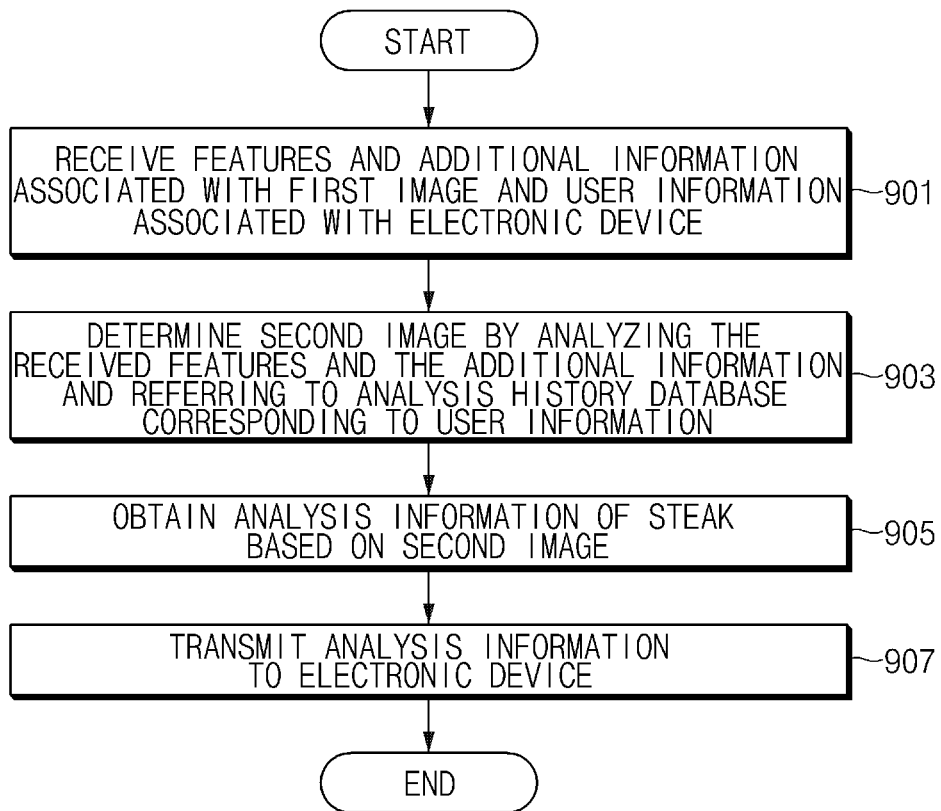 START
RECEIVE FEATURES AND ADDITIONAL INFORMATION
ASSOCIATED WITH FIRST IMAGE AND USER INFORMATION
ASSOCIATED WITH ELECTRONIC DEVICE
901
DETERMINE SECOND IMAGE BY ANALYZING THE
RECEIVED FEATURES AND THE ADDITIONAL INFORMATION
AND REFERRING TO ANALYSIS HISTORY DATABASE
CORRESPONDING TO USER INFORMATION
903
OBTAIN ANALYSIS INFORMATION OF STEAK
BASED ON SECOND IMAGE
905
TRANSMIT ANALYSIS INFORMATION
TO ELECTRONIC DEVICE
907
END